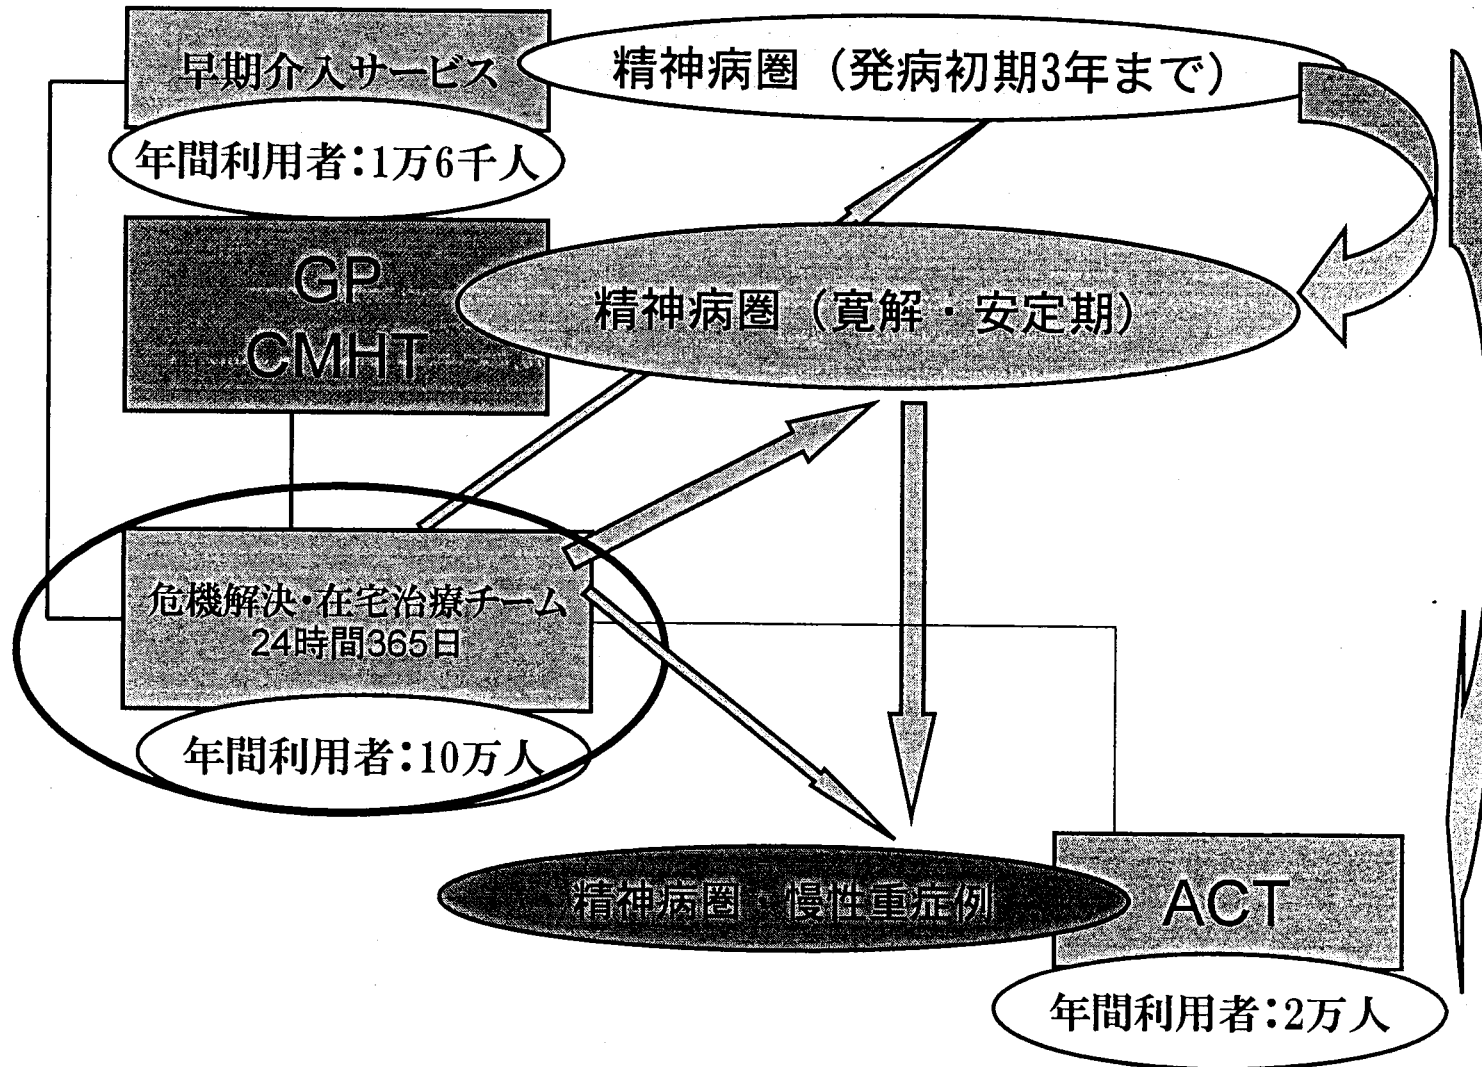 早期介入サービス
精神病圏（発病初期3年まで）
年間利用者：1万6千人
GP
CMHT
精神病圏（寛解・安定期）
危機解決・在宅治療チーム
24時間365日
年間利用者：10万人
精神病圏・慢性重症例
ACT
年間利用者：2万人